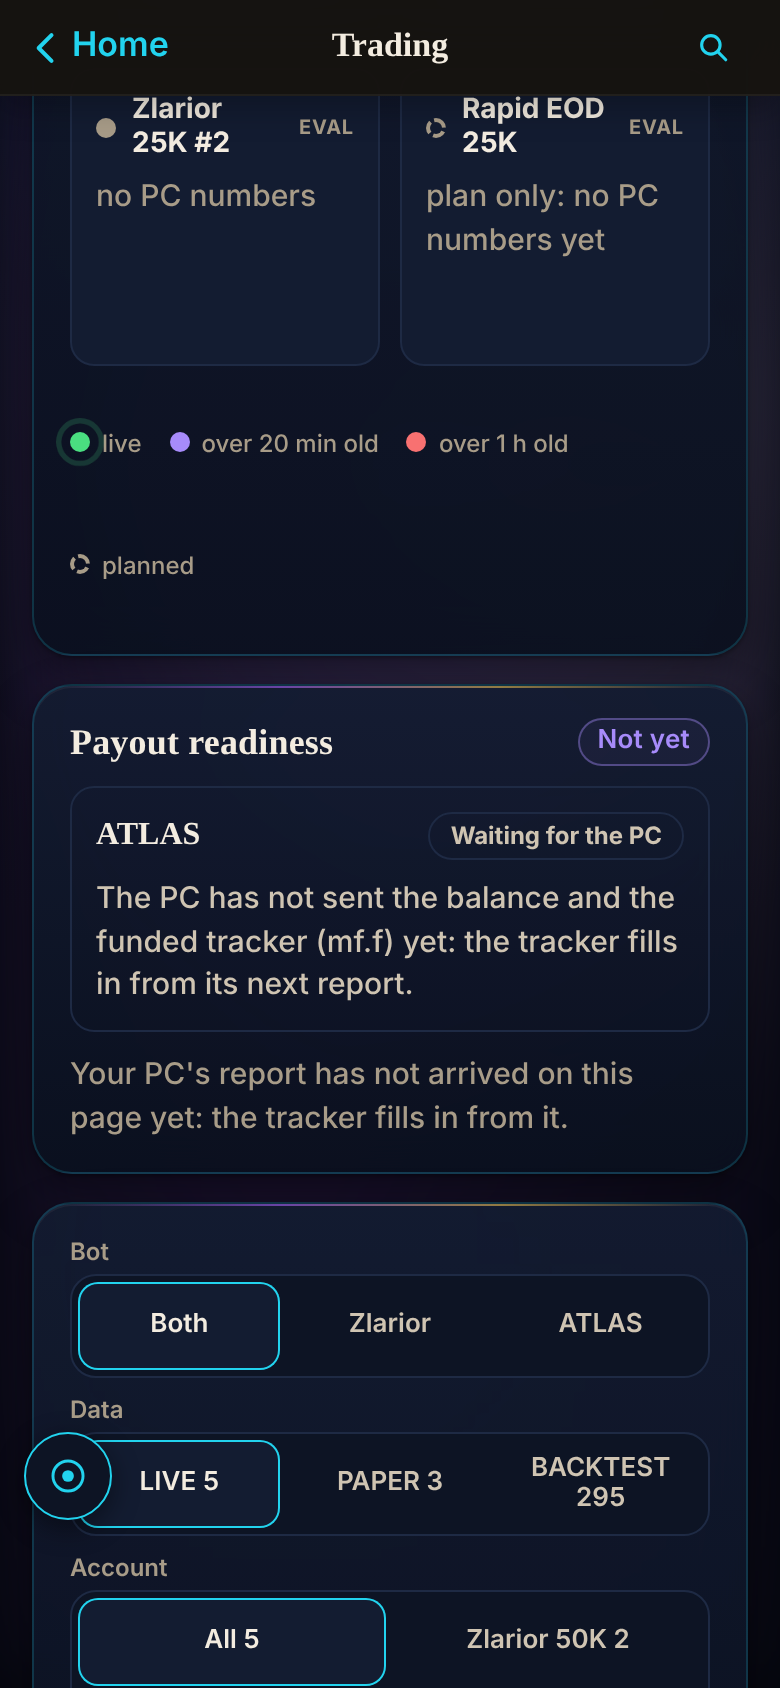 Home
Trading
Zlarior
25K #2
EVAL
no PC numbers
Rapid EOD
25K
EVAL
plan only: no PC
numbers yet
live
over 20 min old
over 1 h old
planned
Payout readiness
Not yet
ATLAS
Waiting for the PC
The PC has not sent the balance and the
funded tracker (mf.f) yet: the tracker fills
in from its next report.
Your PC's report has not arrived on this
page yet: the tracker fills in from it.
Bot
Both
Zlarior
ATLAS
Data
LIVE 5
PAPER 3
BACKTEST
295
Account
All 5
Zlarior 50K 2